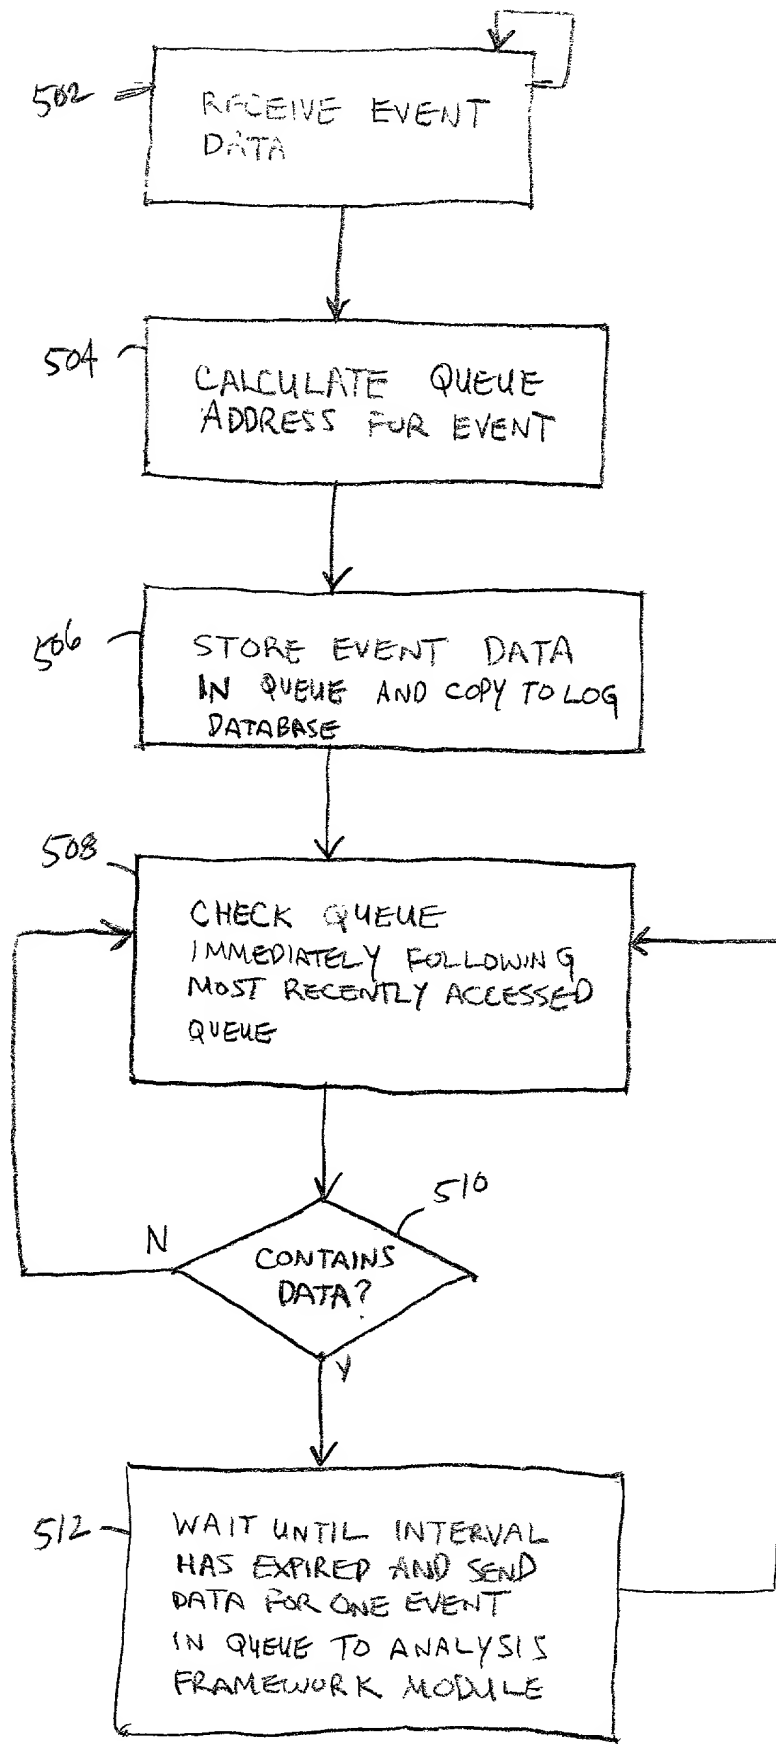 502
RECEIVE EVENT
DATA
504
CALCULATE QUEUE
ADDRESS FOR EVENT
506
STORE EVENT DATA
IN QUEUE AND COPY TO LOG
DATABASE
508
CHECK QUEUE
IMMEDIATELY FOLLOWING
MOST RECENTLY ACCESSED
QUEUE
510
N
CONTAINS
DATA?
Y
512
WAIT UNTIL INTERVAL
HAS EXPIRED AND SEND
DATA FOR ONE EVENT
IN QUEUE TO ANALYSIS
FRAMEWORK MODULE